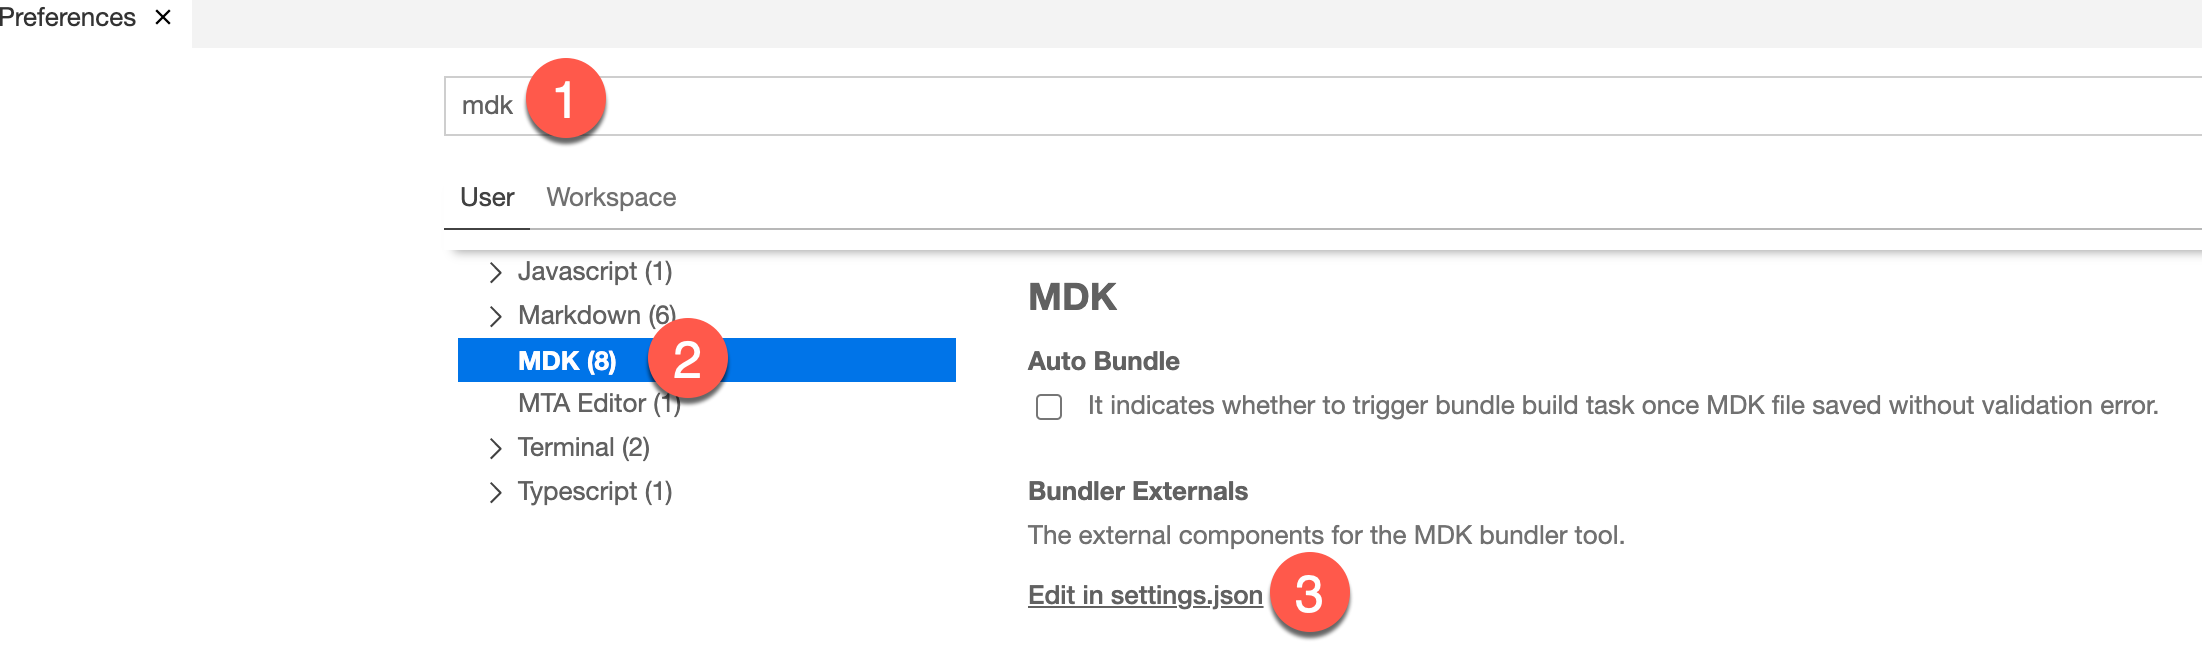 Preferences ×
mdk 1
User Workspace
Javascript (1)
Markdown (6)
MDK (8) 2
MTA Editor (1)
Terminal (2)
Typescript (1)
MDK
Auto Bundle
It indicates whether to trigger bundle build task once MDK file saved without validation error.
Bundler Externals
The external components for the MDK bundler tool.
Edit in settings.json 3